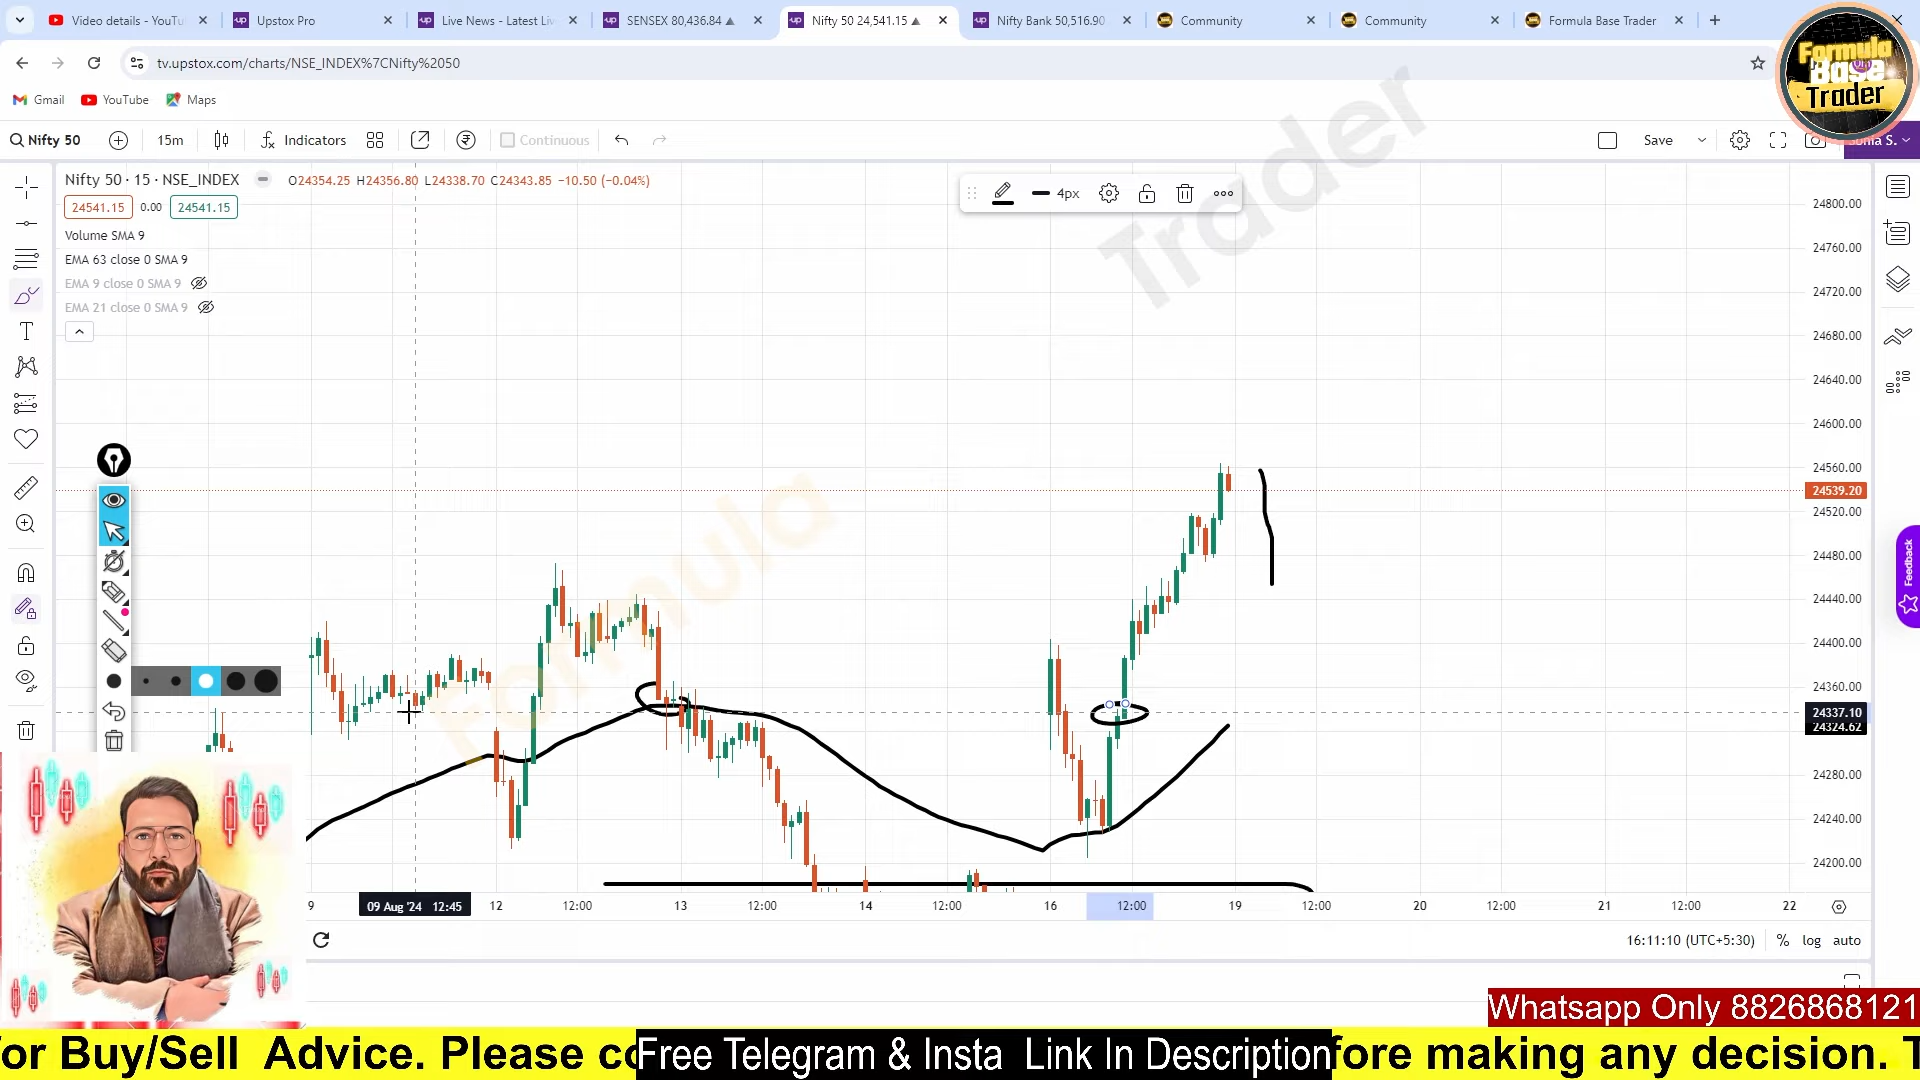 Video details - YouTu
Upstox Pro
Live News - Latest Liv
SENSEX 80,436.84 ▲
Nifty 50 24,541.15 ▲
Nifty Bank 50,516.90
Community
Community
Formula Base Trader
tv.upstox.com/charts/NSE_INDEX%7CNifty%2050
Formula
Base
Trader
Gmail
YouTube
Maps
Nifty 50
15m
Indicators
Continuous
Save
Sonia S.
Nifty 50 · 15 · NSE_INDEX
O24354.25 H24356.80 L24338.70 C24343.85 −10.50 (−0.04%)
24541.15
0.00
24541.15
4px
Volume SMA 9
EMA 63 close 0 SMA 9
EMA 9 close 0 SMA 9
EMA 21 close 0 SMA 9
Trader
Formula
24800.00
24760.00
24720.00
24680.00
24640.00
24600.00
24560.00
24539.20
24520.00
24480.00
24440.00
24400.00
24360.00
24337.10
24324.62
24280.00
24240.00
24200.00
Feedback
9
09 Aug '24 12:45
12
12:00
13
12:00
14
12:00
16
12:00
19
12:00
20
12:00
21
12:00
22
16:11:10 (UTC+5:30)
%
log
auto
Whatsapp Only 8826868121
or Buy/Sell Advice. Please co
Free Telegram & Insta Link In Description
fore making any decision. T